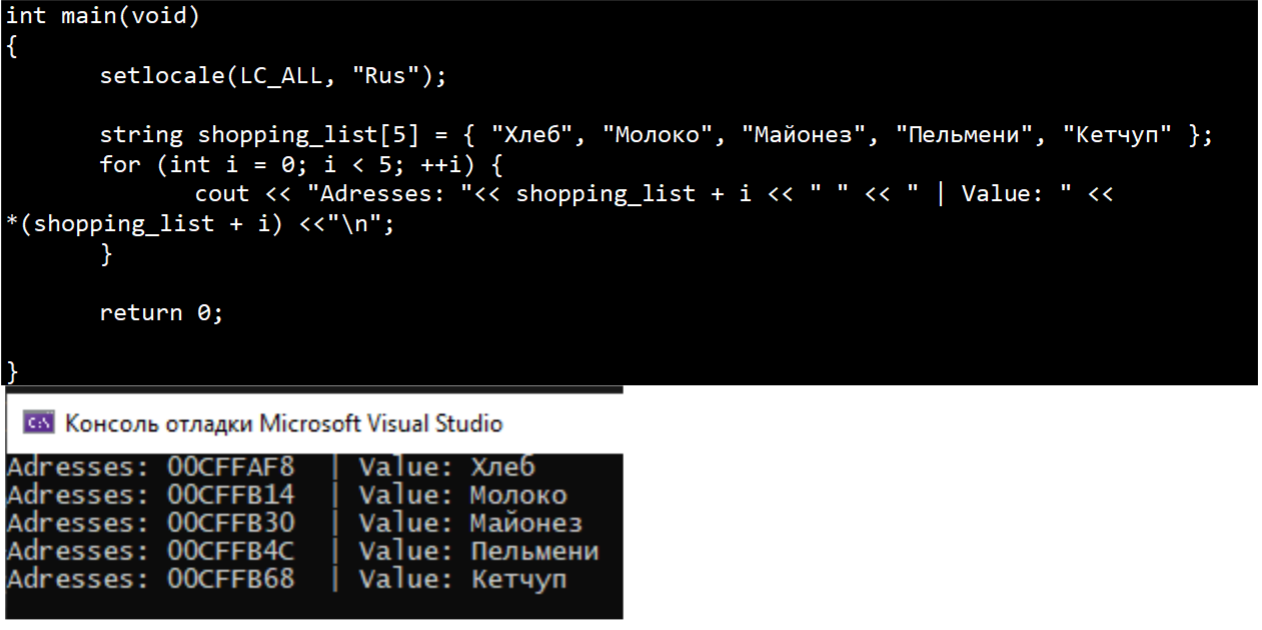 int main(void)
{
setlocale(LC_ALL, "Rus");
string shopping_list[5] = { "Хлеб", "Молоко", "Майонез", "Пельмени", "Кетчуп" };
for (int i = 0; i < 5; ++i) {
cout << "Adresses: "<< shopping_list + i << " " << " | Value: " <<
*(shopping_list + i) <<"\n";
}
return 0;
}
C:\ Консоль отладки Microsoft Visual Studio
Adresses: 00CFFAF8  | Value: Хлеб
Adresses: 00CFFB14  | Value: Молоко
Adresses: 00CFFB30  | Value: Майонез
Adresses: 00CFFB4C  | Value: Пельмени
Adresses: 00CFFB68  | Value: Кетчуп